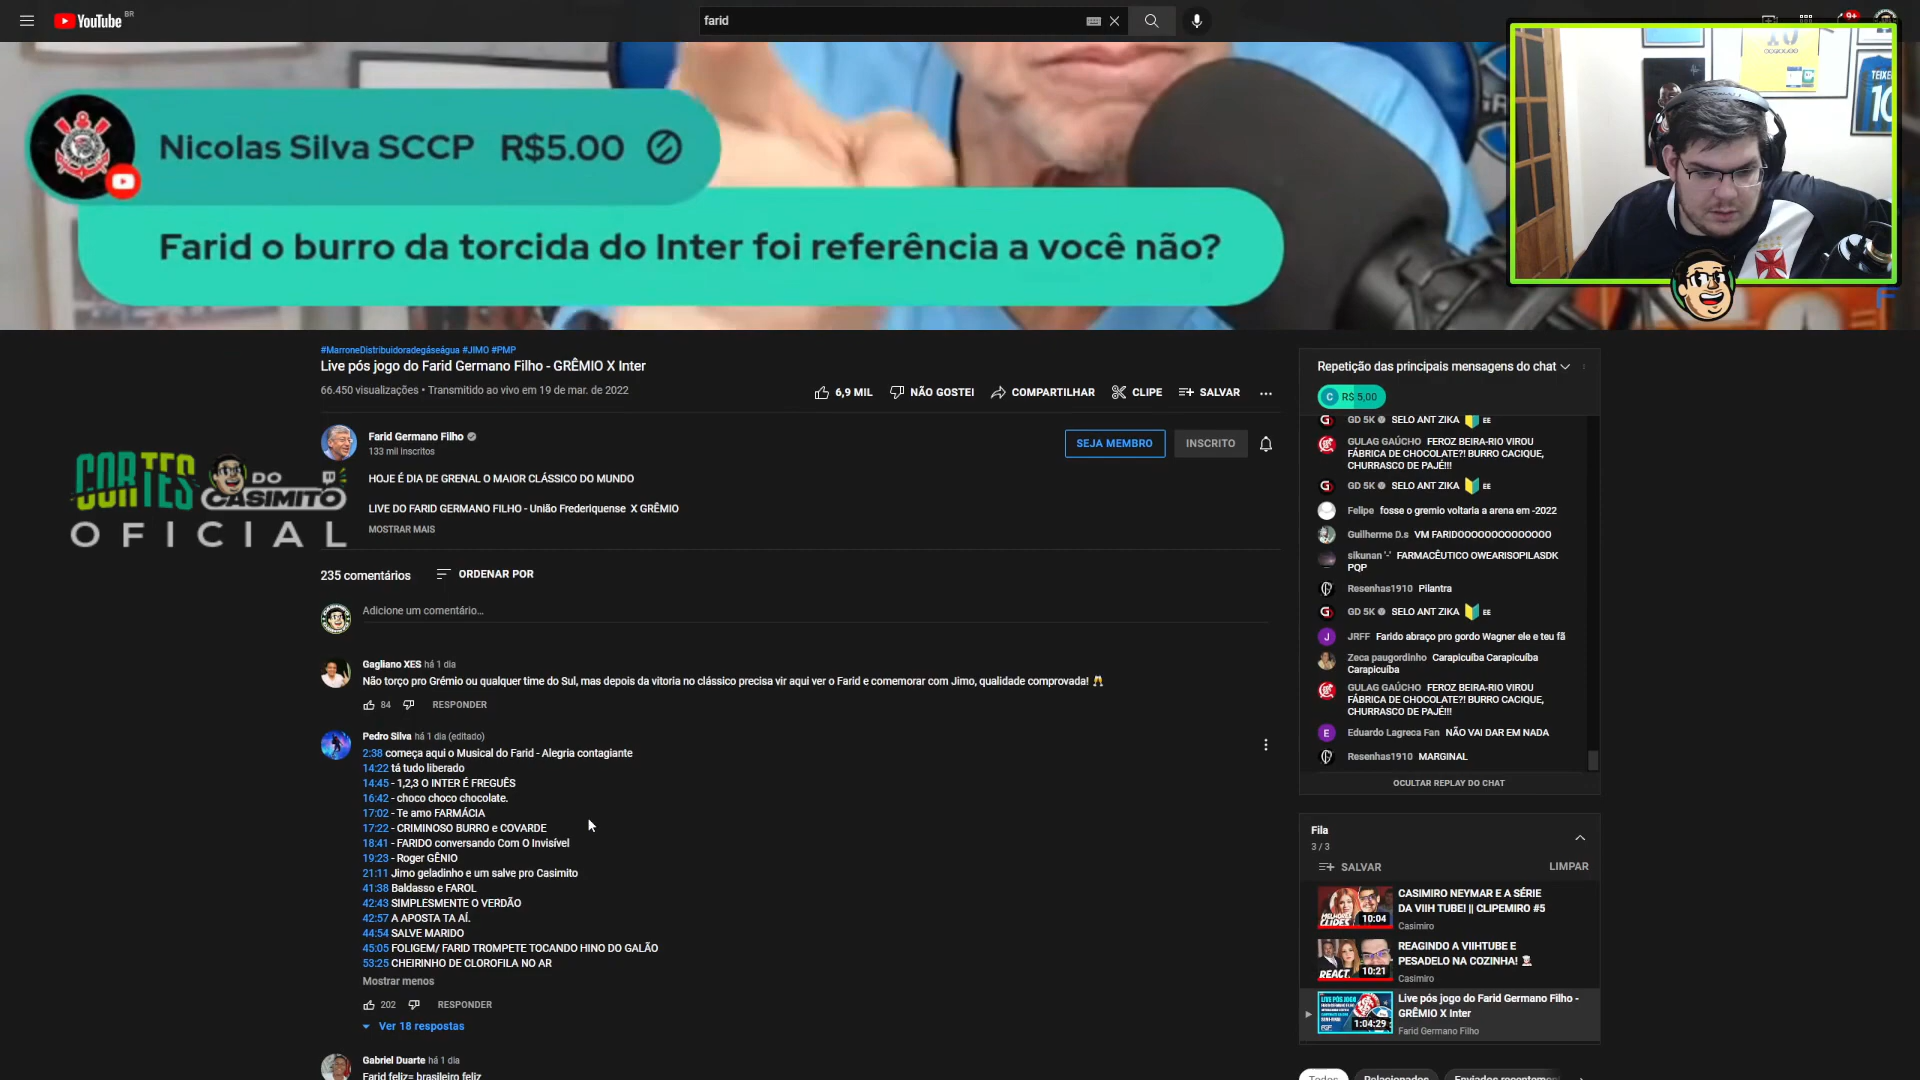 YouTube BR
farid
9+
10
TEIXE
10
Nicolas Silva SCCP R$5.00
Farid o burro da torcida do Inter foi referência a você não?
#MarroneDistribuidoradegáseágua #JIMO #PMP
Live pós jogo do Farid Germano Filho - GRÊMIO X Inter
66.450 visualizações • Transmitido ao vivo em 19 de mar. de 2022
6,9 MIL
NÃO GOSTEI
COMPARTILHAR
CLIPE
SALVAR
Farid Germano Filho
133 mil inscritos
SEJA MEMBRO
INSCRITO
HOJE É DIA DE GRENAL O MAIOR CLÁSSICO DO MUNDO
LIVE DO FARID GERMANO FILHO - União Frederiquense X GRÊMIO
MOSTRAR MAIS
CORTES DO CASIMITO
OFICIAL
235 comentários
ORDENAR POR
Adicione um comentário...
Gagliano XES há 1 dia
Não torço pro Grémio ou qualquer time do Sul, mas depois da vitoria no clássico precisa vir aqui ver o Farid e comemorar com Jimo, qualidade comprovada! 🥂
84
RESPONDER
Pedro Silva há 1 dia (editado)
2:38 começa aqui o Musical do Farid - Alegria contagiante
14:22 tá tudo liberado
14:45 - 1,2,3 O INTER É FREGUÊS
16:42 - choco choco chocolate.
17:02 - Te amo FARMÁCIA
17:22 - CRIMINOSO BURRO e COVARDE
18:41 - FARIDO conversando Com O Invisível
19:23 - Roger GÊNIO
21:11 Jimo geladinho e um salve pro Casimito
41:38 Baldasso e FAROL
42:43 SIMPLESMENTE O VERDÃO
42:57 A APOSTA TA AÍ.
44:54 SALVE MARIDO
45:05 FOLIGEM/ FARID TROMPETE TOCANDO HINO DO GALÃO
53:25 CHEIRINHO DE CLOROFILA NO AR
Mostrar menos
202
RESPONDER
Ver 18 respostas
Gabriel Duarte há 1 dia
Farid feliz= brasileiro feliz
Repetição das principais mensagens do chat
C R$ 5,00
GD 5K SELO ANT ZIKA 🔰 EE
GULAG GAÚCHO FEROZ BEIRA-RIO VIROU
FÁBRICA DE CHOCOLATE?! BURRO CACIQUE,
CHURRASCO DE PAJÉ!!!
GD 5K SELO ANT ZIKA 🔰 EE
Felipe fosse o gremio voltaria a arena em -2022
Guilherme D.s VM FARIDOOOOOOOOOOOOOO
sikunan '-' FARMACÊUTICO OWEARISOPILASDK
PQP
Resenhas1910 Pilantra
GD 5K SELO ANT ZIKA 🔰 EE
J JRFF Farido abraço pro gordo Wagner ele e teu fã
Zeca paugordinho Carapicuíba Carapicuíba
Carapicuíba
GULAG GAÚCHO FEROZ BEIRA-RIO VIROU
FÁBRICA DE CHOCOLATE?! BURRO CACIQUE,
CHURRASCO DE PAJÉ!!!
E Eduardo Lagreca Fan NÃO VAI DAR EM NADA
Resenhas1910 MARGINAL
OCULTAR REPLAY DO CHAT
Fila
3 / 3
SALVAR
LIMPAR
CASIMIRO NEYMAR E A SÉRIE
DA VIIH TUBE! || CLIPEMIRO #5
Casimiro
10:04
REAGINDO A VIIHTUBE E
PESADELO NA COZINHA!
Casimiro
REACT
10:21
Live pós jogo do Farid Germano Filho -
GRÊMIO X Inter
Farid Germano Filho
LIVE PÓS JOGO
1:04:29
Todos
Relacionados